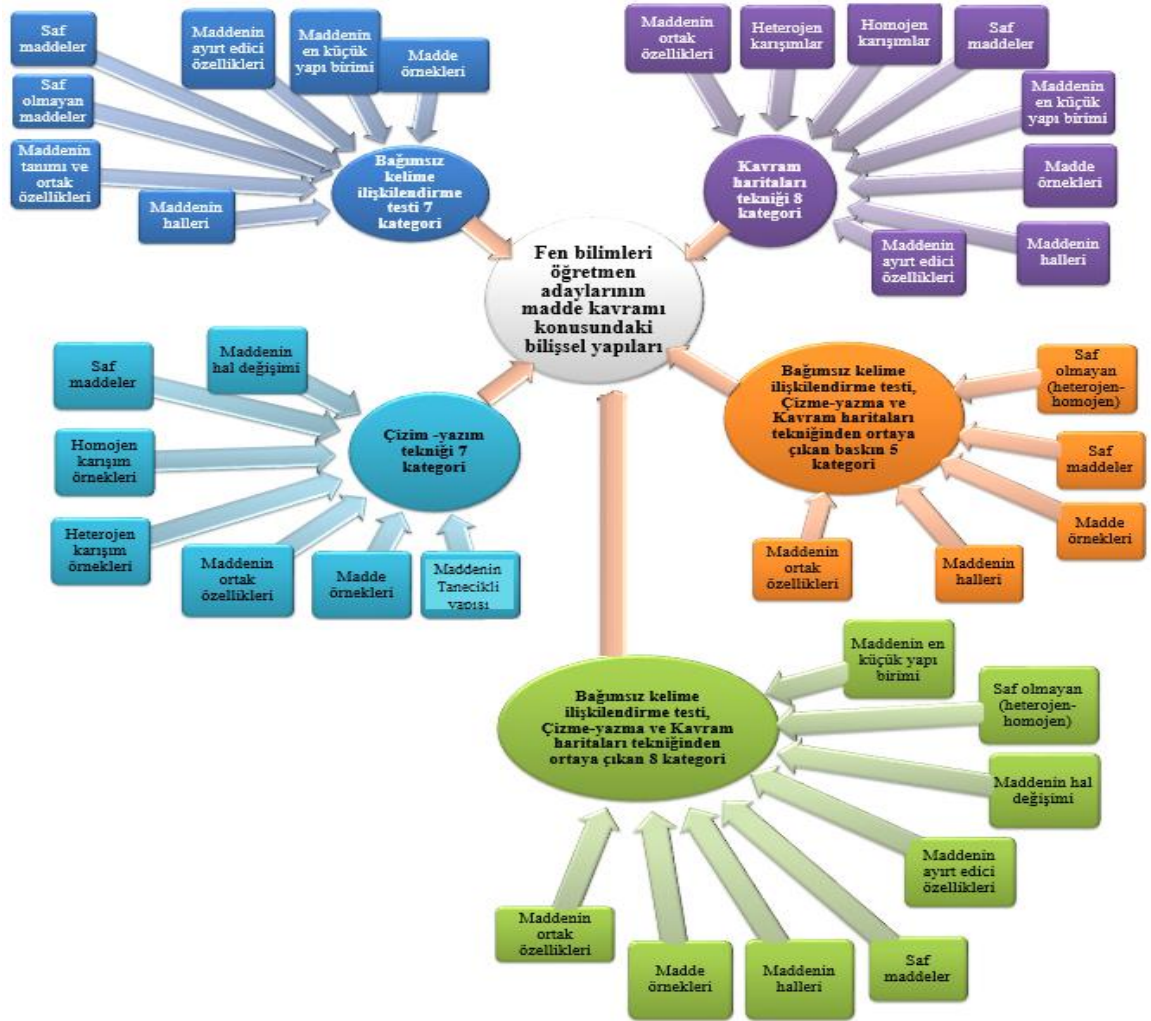 Saf
maddeler
Maddenin
ayırt edici
özellikleri
Maddenin
en küçük
yapı birimi
Madde
örnekleri
Saf
olmayan
maddeler
Maddenin
tanımı ve
ortak
özellikleri
Maddenin
halleri
Bağımsız
kelime
ilişkilendirme
testi 7
kategori
Maddenin
ortak
özellikleri
Heterojen
karışımlar
Homojen
karışımlar
Saf
maddeler
Maddenin
en küçük
yapı birimi
Madde
örnekleri
Maddenin
halleri
Maddenin
ayırt edici
özellikleri
Kavram
haritaları
tekniği 8
kategori
Fen bilimleri
öğretmen
adaylarının
madde kavramı
konusundaki
bilişsel yapıları
Saf
maddeler
Maddenin
hal değişimi
Homojen
karışım
örnekleri
Heterojen
karışım
örnekleri
Maddenin
ortak
özellikleri
Madde
örnekleri
Maddenin
Tanecikli
yapısı
Çizim -yazım
tekniği 7
kategori
Bağımsız kelime
ilişkilendirme testi,
Çizme-yazma ve
Kavram haritaları
tekniğinden ortaya
çıkan baskın 5
kategori
Saf
olmayan
(heterojen-
homojen)
Saf
maddeler
Madde
örnekleri
Maddenin
halleri
Maddenin
ortak
özellikleri
Bağımsız kelime
ilişkilendirme testi,
Çizme-yazma ve Kavram
haritaları tekniğinden
ortaya çıkan 8 kategori
Maddenin en
küçük yapı
birimi
Saf olmayan
(heterojen-
homojen)
Maddenin hal
değişimi
Maddenin
ayırt edici
özellikleri
Saf
maddeler
Maddenin
halleri
Madde
örnekleri
Maddenin
ortak
özellikleri